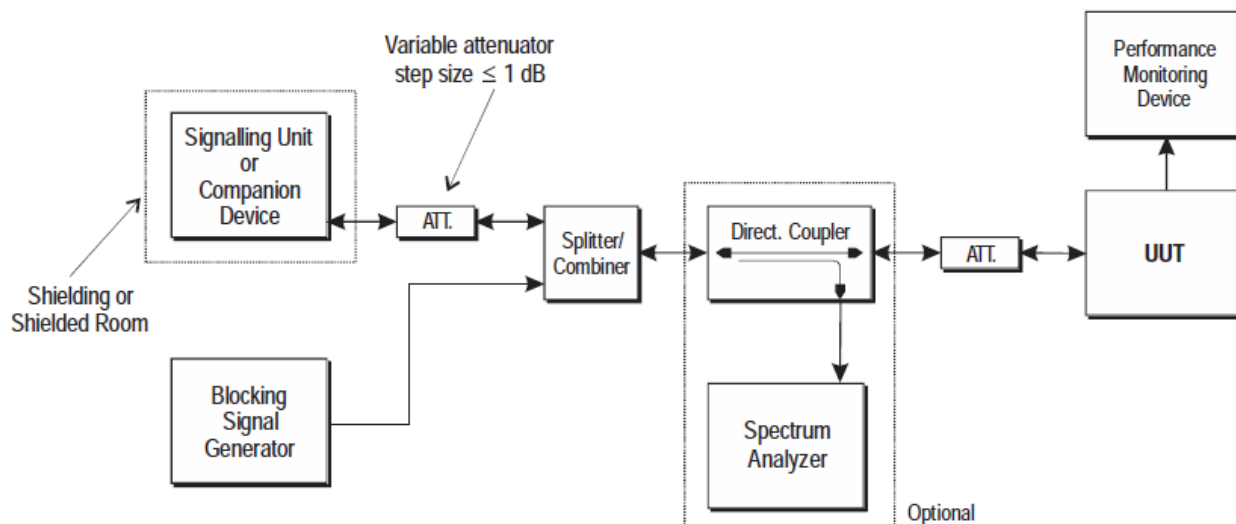 Variable attenuator
step size ≤ 1 dB
Performance
Monitoring
Device
Signalling Unit
or
Companion
Device
ATT.
Splitter/
Combiner
Direct. Coupler
ATT.
UUT
Shielding or
Shielded Room
Blocking
Signal
Generator
Spectrum
Analyzer
Optional